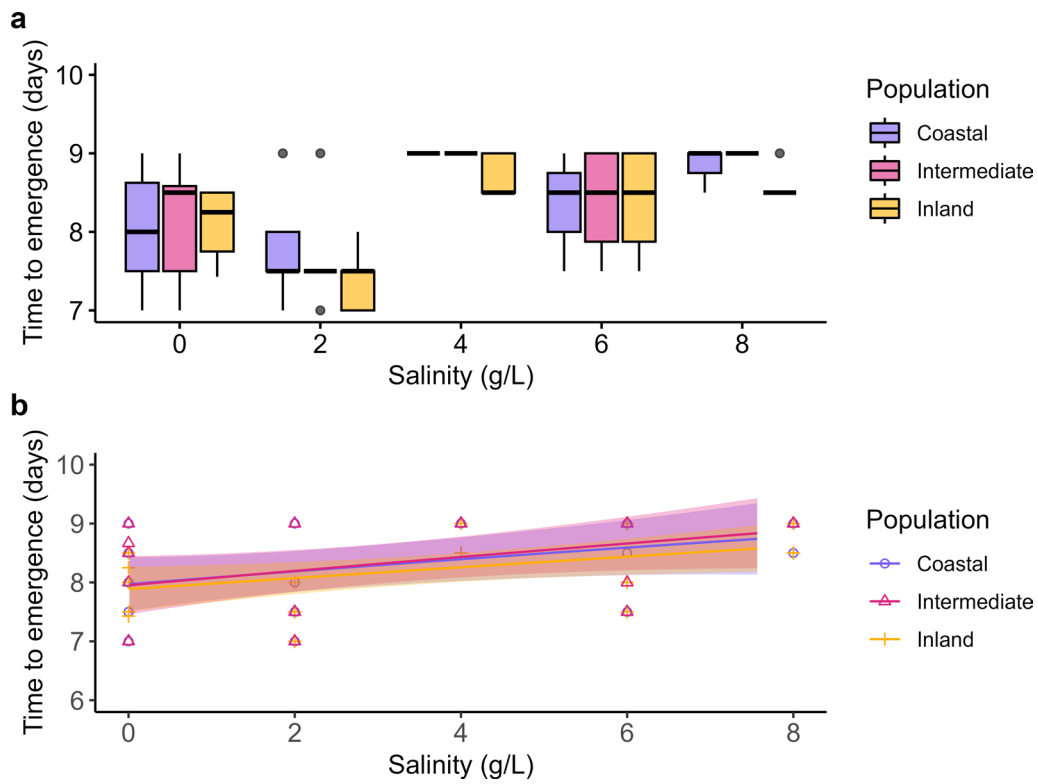 a
Time to emergence (days)
10
9
8
7
0 2 4 6 8
Salinity (g/L)
Population
Coastal
Intermediate
Inland
b
Time to emergence (days)
10
9
8
7
6
0 2 4 6 8
Salinity (g/L)
Population
Coastal
Intermediate
Inland